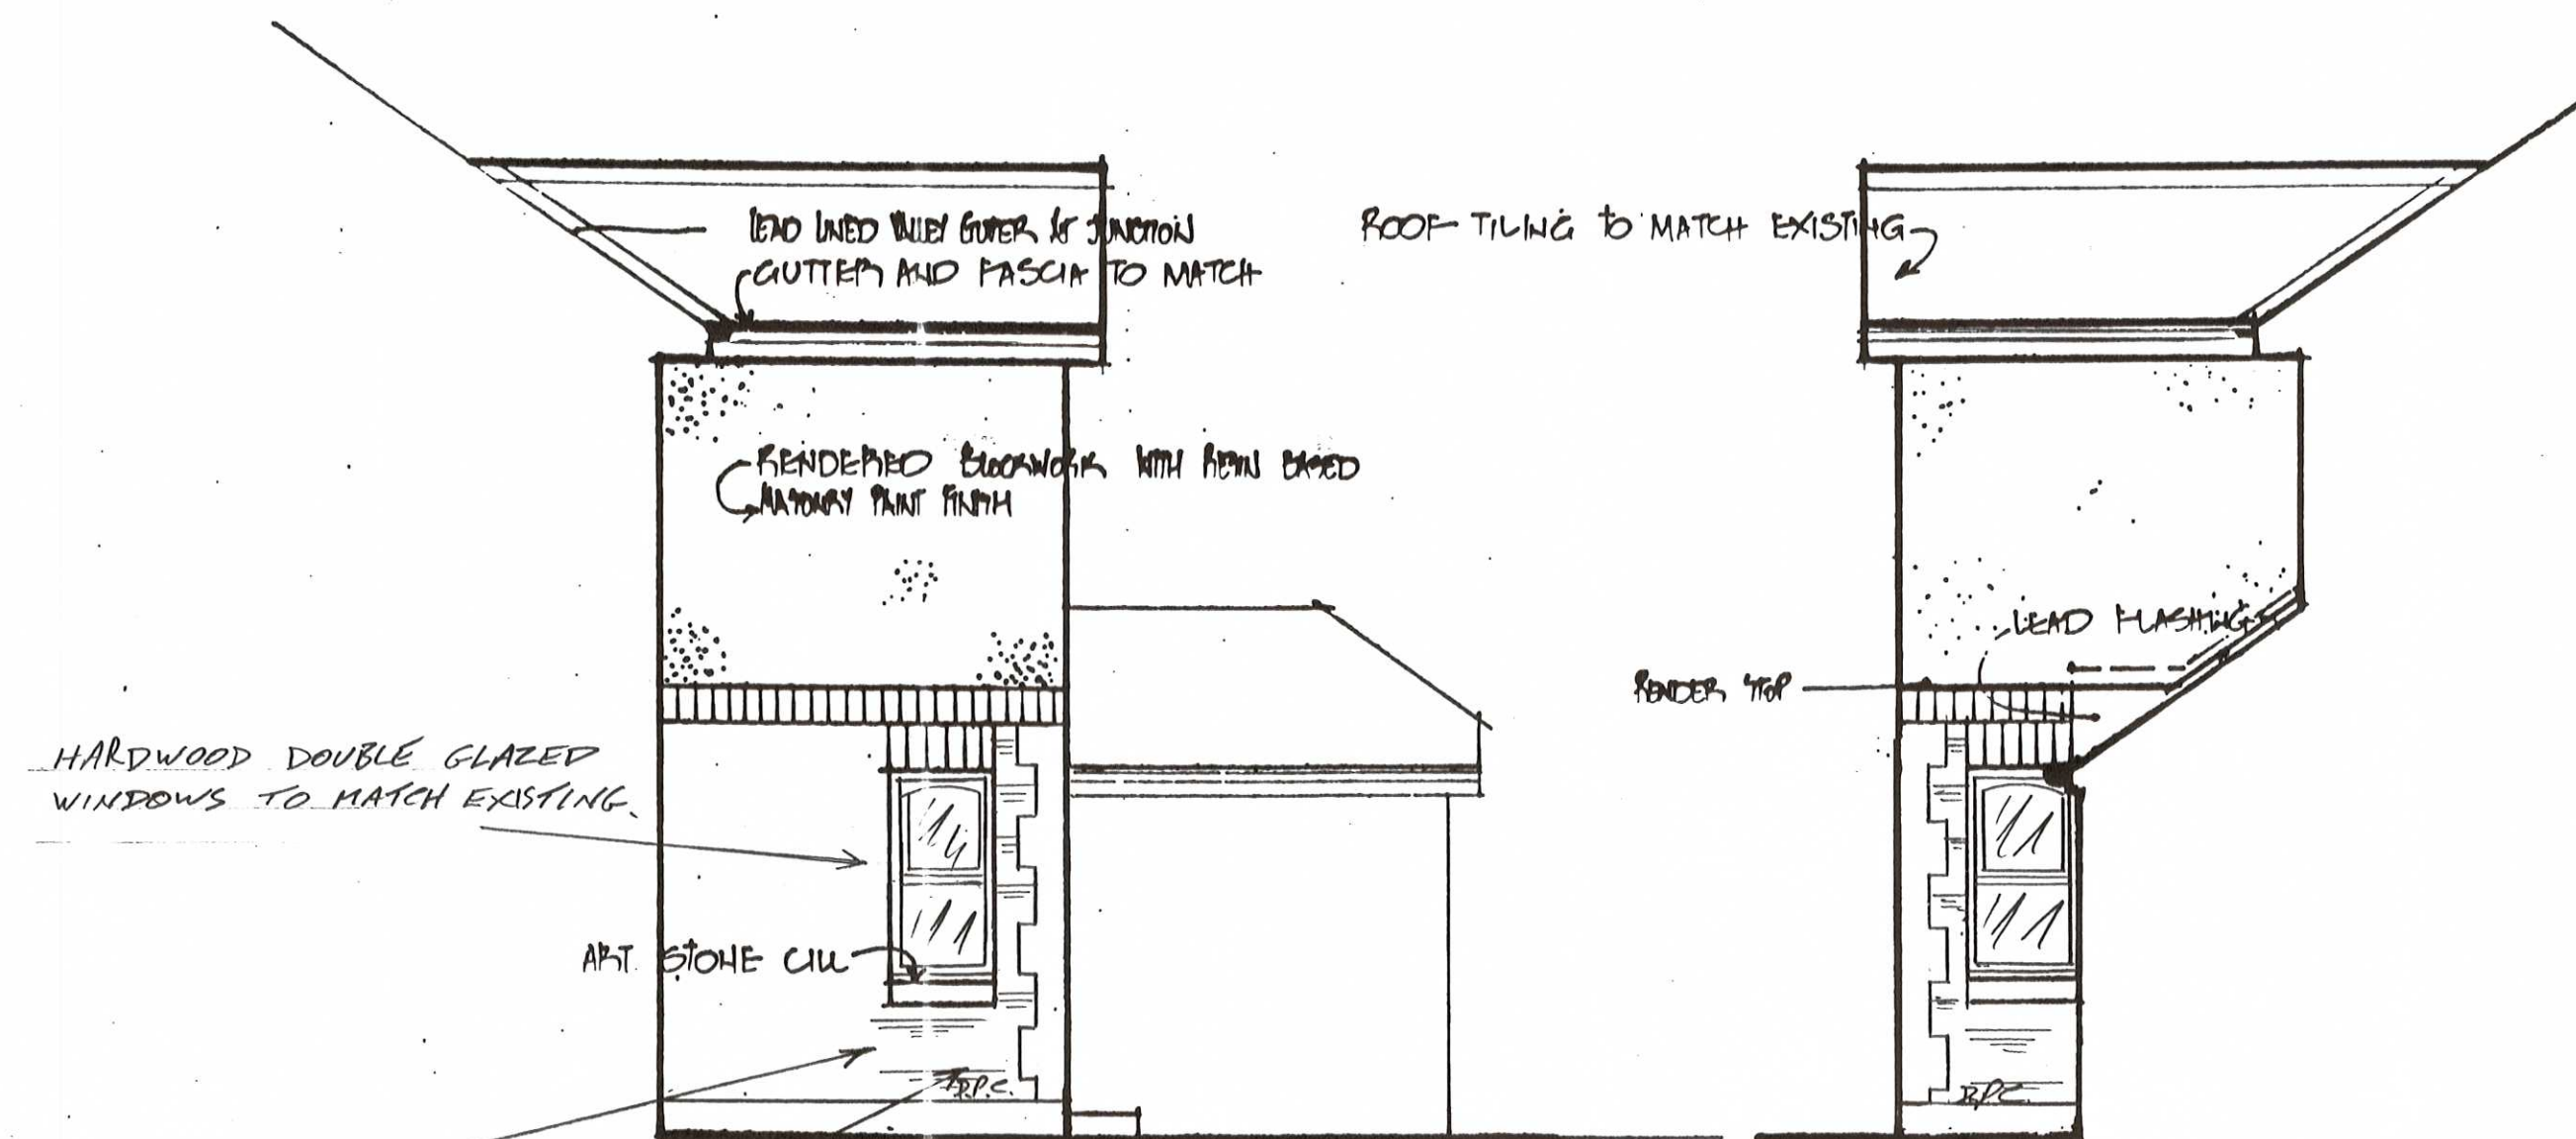 LEAD LINED VALLEY GUTTER AT JUNCTION
GUTTER AND FASCIA TO MATCH
ROOF TILING TO MATCH EXISTING
RENDERED BLOCKWORK WITH RESIN BASED
MASONRY PAINT FINISH
LEAD FLASHINGS
RENDER STOP
HARDWOOD DOUBLE GLAZED
WINDOWS TO MATCH EXISTING.
ART. STONE CILL
D.P.C.
D.P.C.